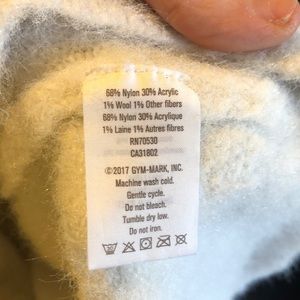 68% Nylon 30% Acrylic
1% Wool 1% Other fibers
68% Nylon 30% Acrylique
1% Laine 1% Autres fibres
RN70530
CA31802
©2017 GYM-MARK, INC.
Machine wash cold.
Gentle cycle.
Do not bleach.
Tumble dry low.
Do not iron.